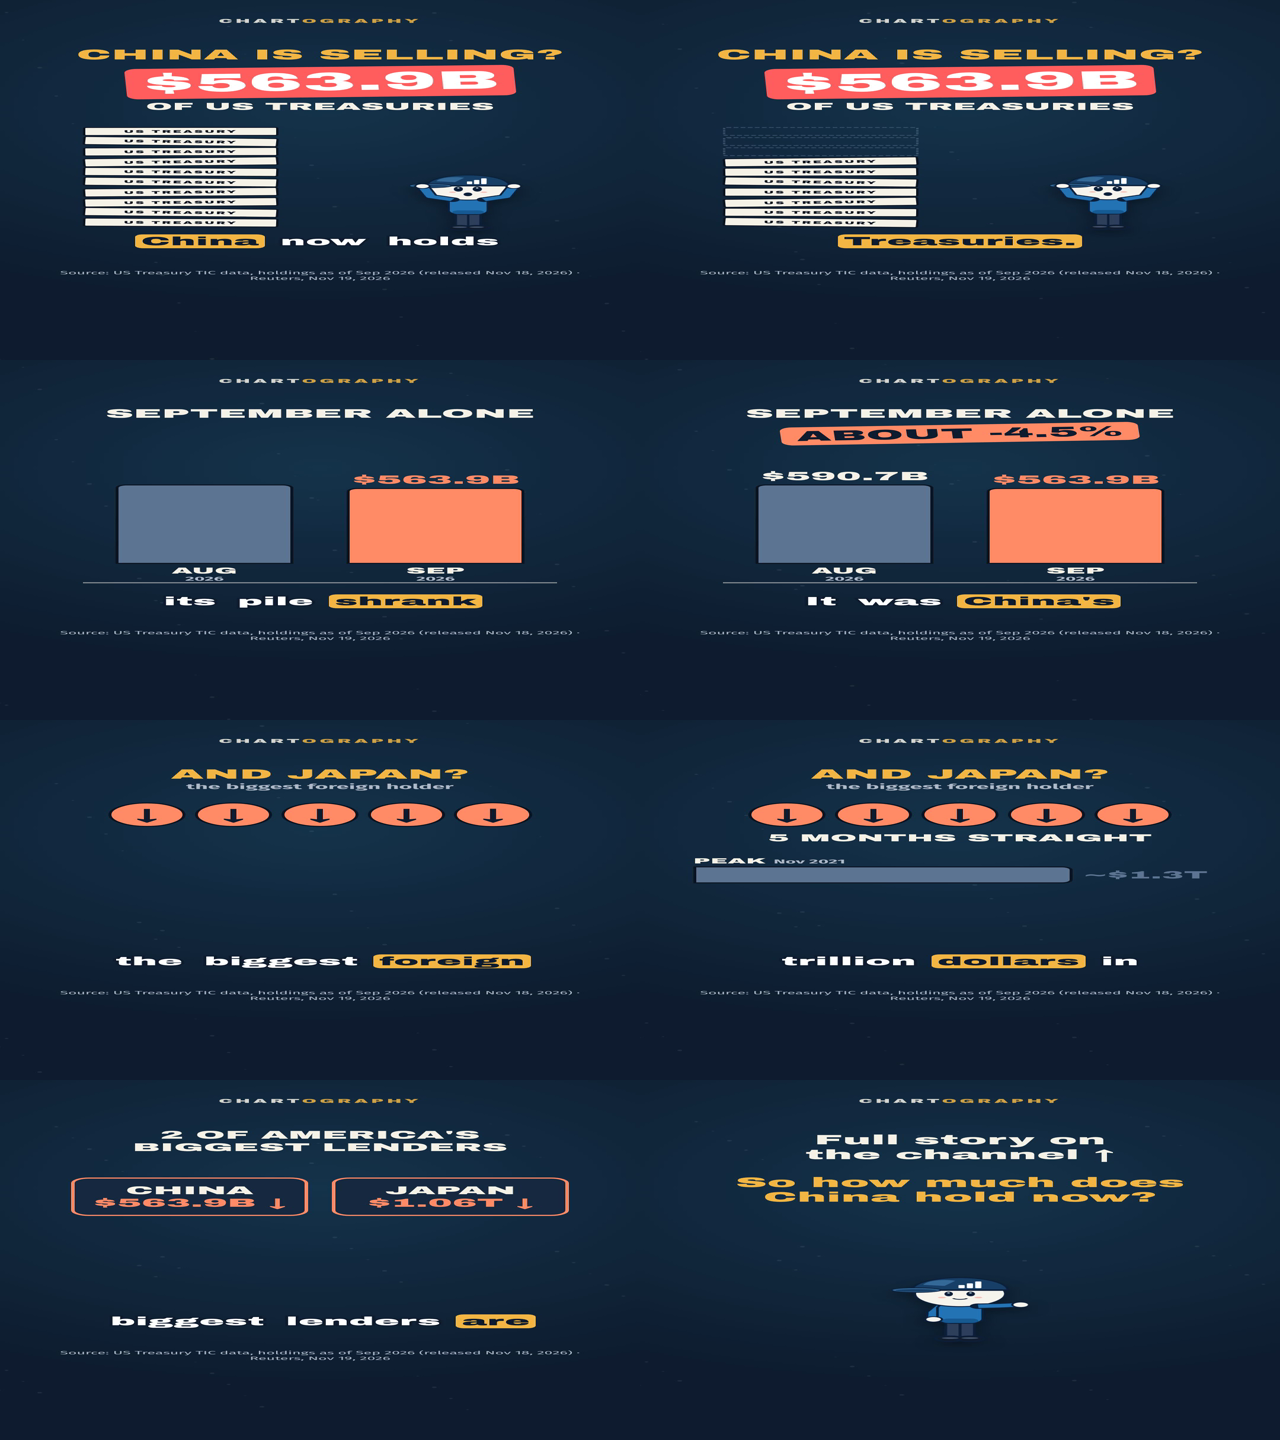 CHARTOGRAPHY
CHINA IS SELLING?
$563.9B
OF US TREASURIES
US TREASURY
US TREASURY
US TREASURY
US TREASURY
US TREASURY
US TREASURY
US TREASURY
US TREASURY
US TREASURY
US TREASURY
China now holds
Source: US Treasury TIC data, holdings as of Sep 2026 (released Nov 18, 2026) ·
Reuters, Nov 19, 2026
CHARTOGRAPHY
CHINA IS SELLING?
$563.9B
OF US TREASURIES
US TREASURY
US TREASURY
US TREASURY
US TREASURY
US TREASURY
US TREASURY
US TREASURY
Treasuries.
Source: US Treasury TIC data, holdings as of Sep 2026 (released Nov 18, 2026) ·
Reuters, Nov 19, 2026
CHARTOGRAPHY
SEPTEMBER ALONE
$563.9B
AUG
2026
SEP
2026
its pile shrank
Source: US Treasury TIC data, holdings as of Sep 2026 (released Nov 18, 2026) ·
Reuters, Nov 19, 2026
CHARTOGRAPHY
SEPTEMBER ALONE
ABOUT -4.5%
$590.7B
$563.9B
AUG
2026
SEP
2026
It was China's
Source: US Treasury TIC data, holdings as of Sep 2026 (released Nov 18, 2026) ·
Reuters, Nov 19, 2026
CHARTOGRAPHY
AND JAPAN?
the biggest foreign holder
↓ ↓ ↓ ↓ ↓
the biggest foreign
Source: US Treasury TIC data, holdings as of Sep 2026 (released Nov 18, 2026) ·
Reuters, Nov 19, 2026
CHARTOGRAPHY
AND JAPAN?
the biggest foreign holder
↓ ↓ ↓ ↓ ↓
5 MONTHS STRAIGHT
PEAK Nov 2021
~$1.3T
trillion dollars in
Source: US Treasury TIC data, holdings as of Sep 2026 (released Nov 18, 2026) ·
Reuters, Nov 19, 2026
CHARTOGRAPHY
2 OF AMERICA'S
BIGGEST LENDERS
CHINA
$563.9B ↓
JAPAN
$1.06T ↓
biggest lenders are
Source: US Treasury TIC data, holdings as of Sep 2026 (released Nov 18, 2026) ·
Reuters, Nov 19, 2026
CHARTOGRAPHY
Full story on
the channel ↑
So how much does
China hold now?